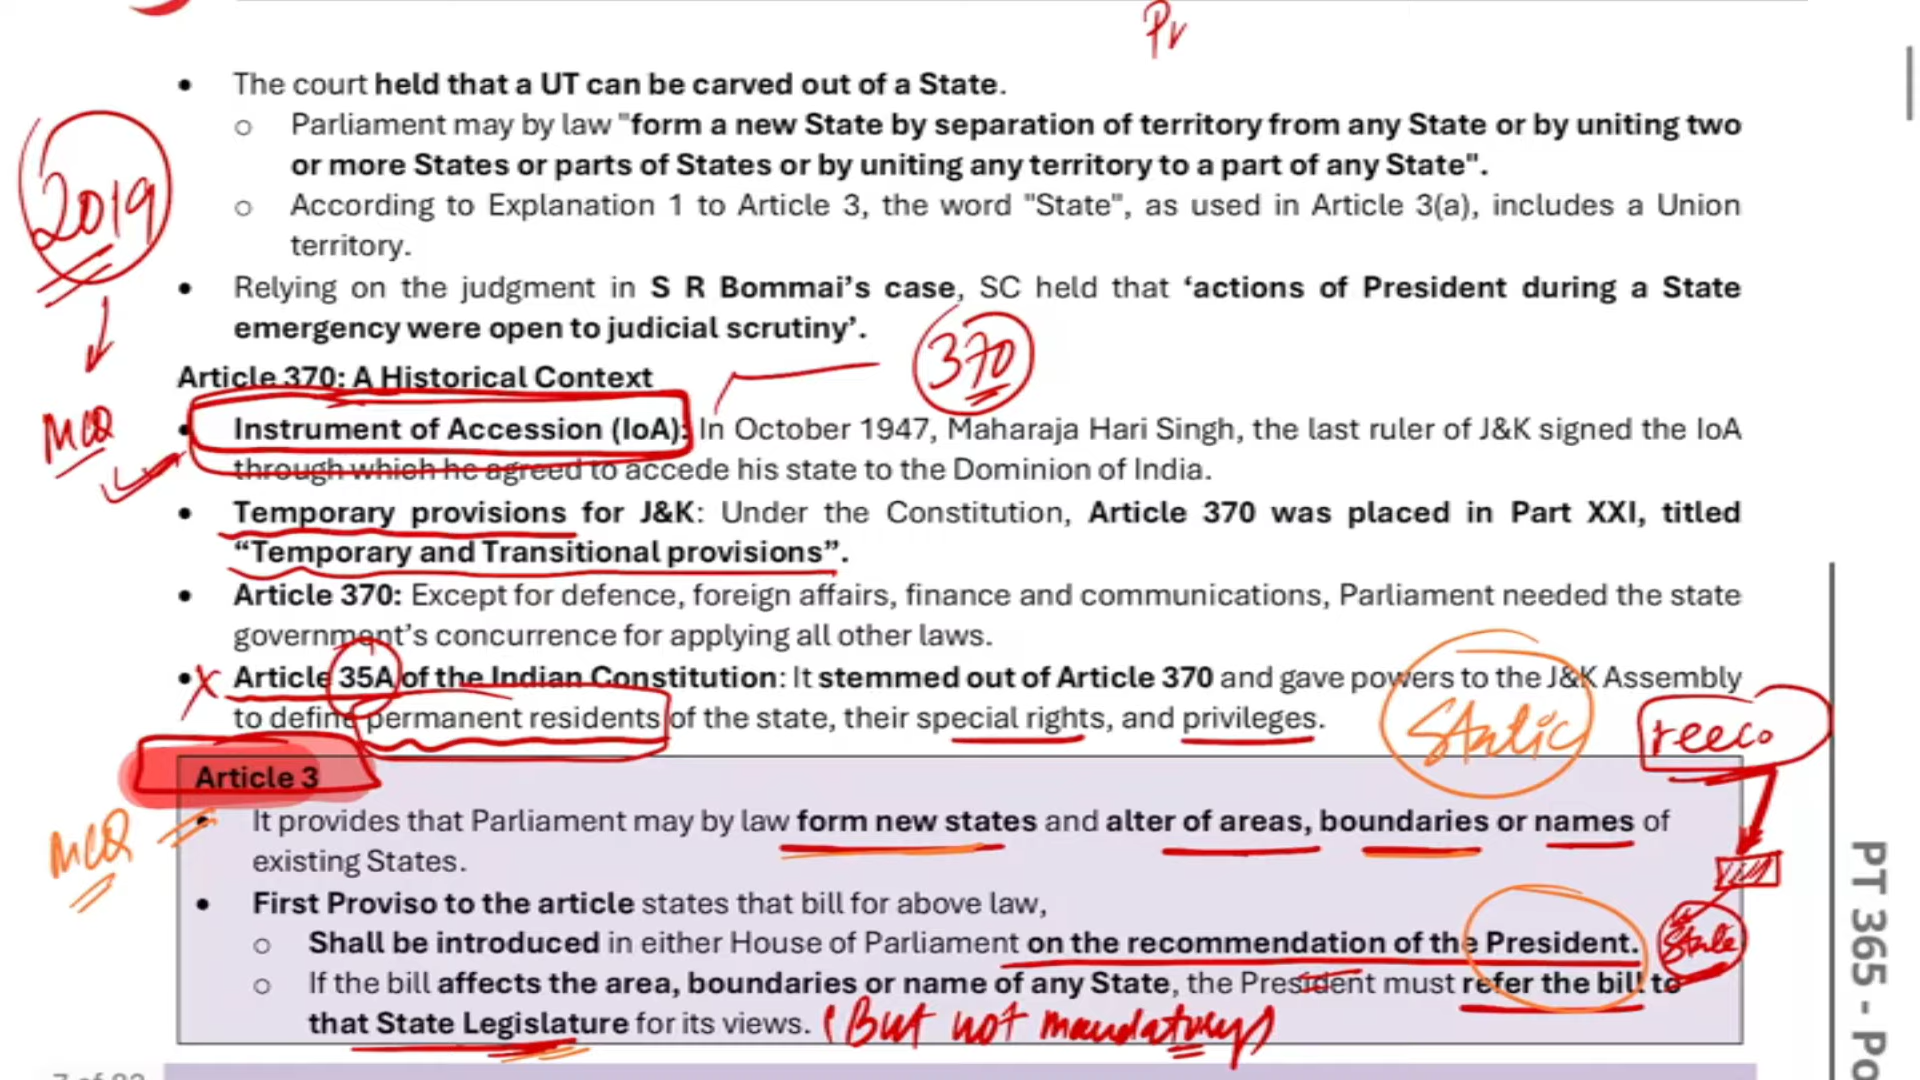 Pr
• The court held that a UT can be carved out of a State.
o Parliament may by law "form a new State by separation of territory from any State or by uniting two
or more States or parts of States or by uniting any territory to a part of any State".
2019
o According to Explanation 1 to Article 3, the word "State", as used in Article 3(a), includes a Union
territory.
• Relying on the judgment in S R Bommai's case, SC held that 'actions of President during a State
emergency were open to judicial scrutiny'.
370
Article 370: A Historical Context
MCQ
• Instrument of Accession (IoA): In October 1947, Maharaja Hari Singh, the last ruler of J&K signed the IoA
through which he agreed to accede his state to the Dominion of India.
• Temporary provisions for J&K: Under the Constitution, Article 370 was placed in Part XXI, titled
"Temporary and Transitional provisions".
• Article 370: Except for defence, foreign affairs, finance and communications, Parliament needed the state
government's concurrence for applying all other laws.
• Article 35A of the Indian Constitution: It stemmed out of Article 370 and gave powers to the J&K Assembly
to define permanent residents of the state, their special rights, and privileges.
Static
reeco
Article 3
MCQ
• It provides that Parliament may by law form new states and alter of areas, boundaries or names of
existing States.
• First Proviso to the article states that bill for above law,
o Shall be introduced in either House of Parliament on the recommendation of the President.
State
o If the bill affects the area, boundaries or name of any State, the President must refer the bill to
that State Legislature for its views. (But not mandatory)
PT 365 - Po